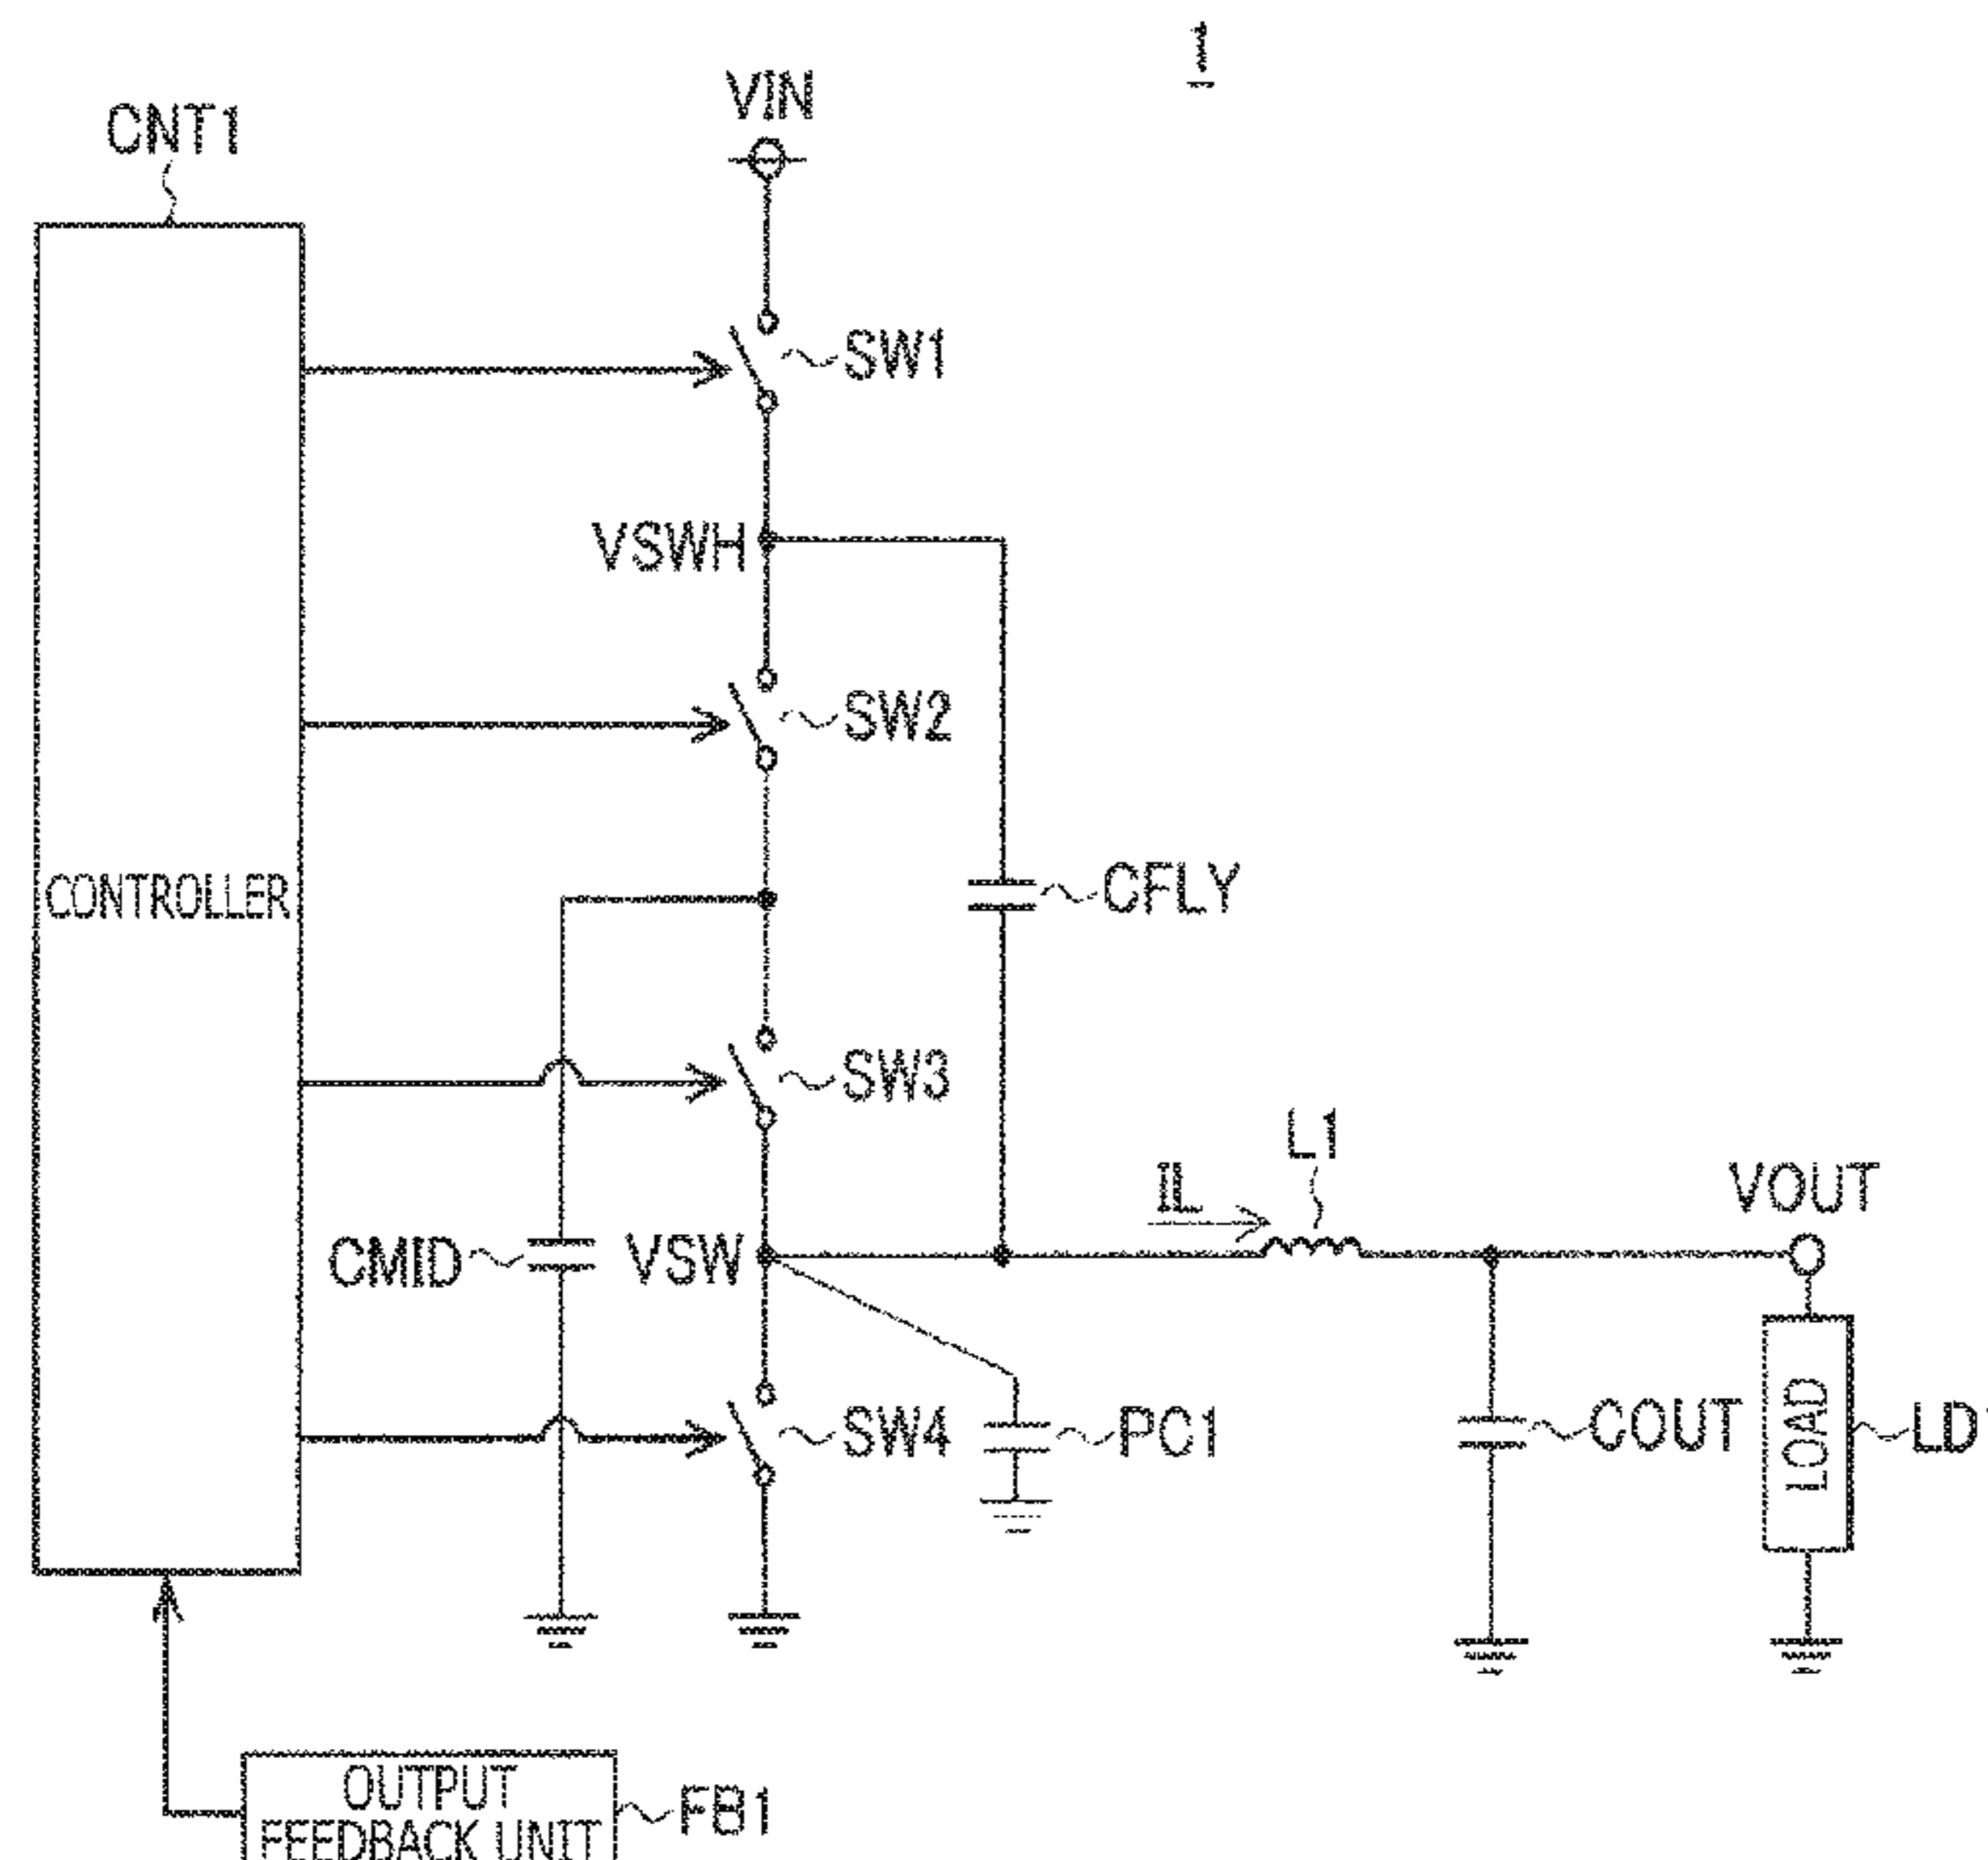 1
VIN
CNT1
SW1
VSWH
SW2
CONTROLLER
CFLY
SW3
L1
IL
VOUT
CMID
VSW
SW4
PC1
COUT
LOAD
LD1
OUTPUT
FEEDBACK UNIT
FB1